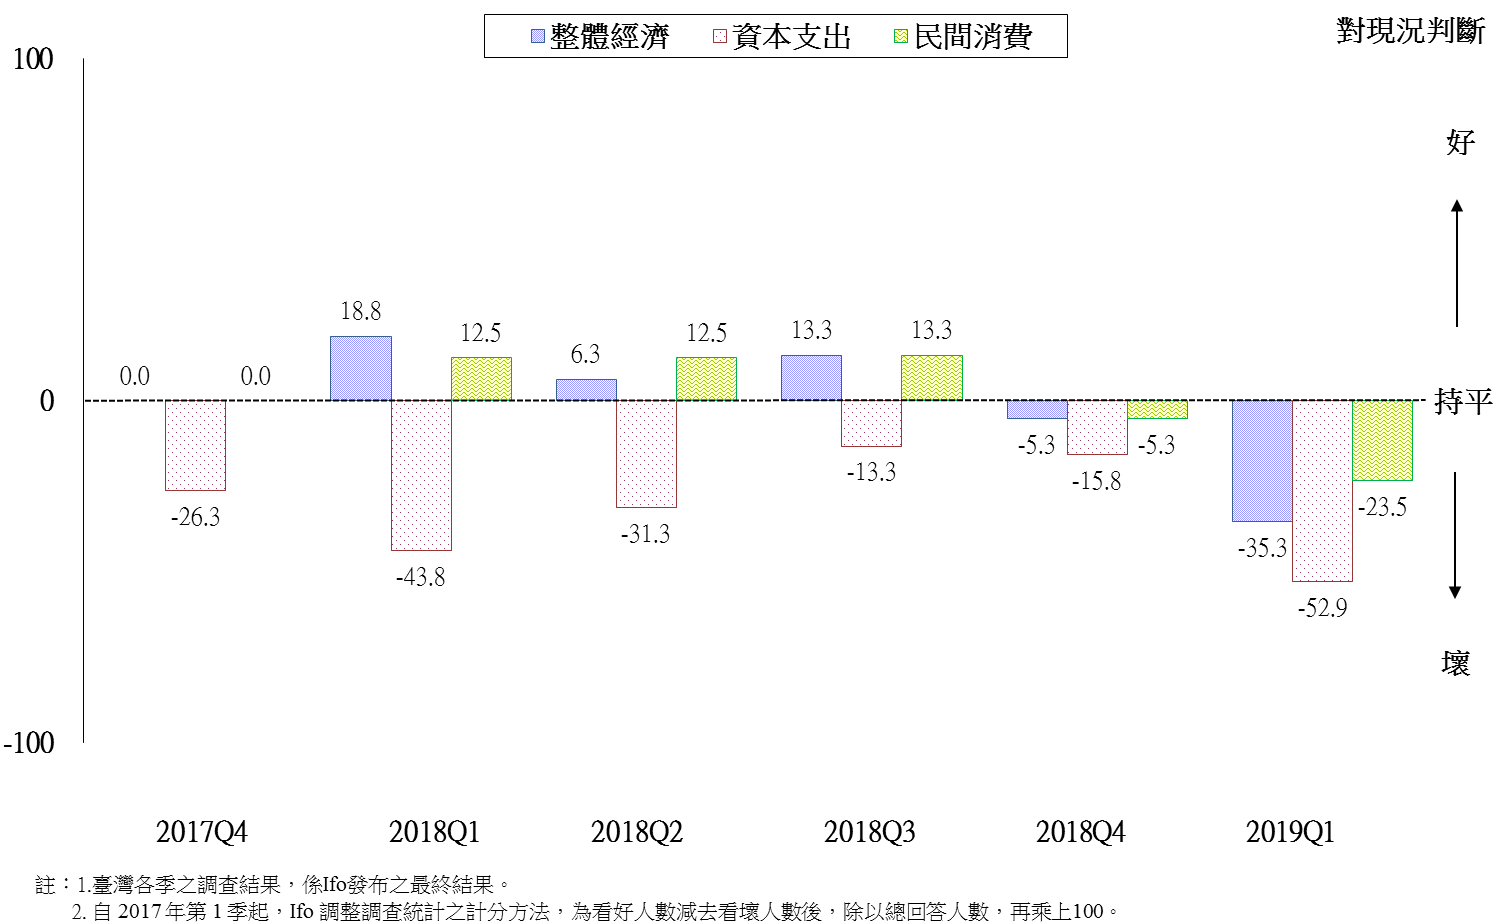 整體經濟 資本支出 民間消費
對現況判斷
100
好
18.8
12.5
12.5
13.3
13.3
6.3
0.0
0.0
0
持平
-5.3
-5.3
-13.3
-15.8
-23.5
-26.3
-31.3
-35.3
-43.8
-52.9
壞
-100
2017Q4 2018Q1 2018Q2 2018Q3 2018Q4 2019Q1
註：1.臺灣各季之調查結果，係Ifo發布之最終結果。
2. 自 2017 年第 1 季起，Ifo 調整調查統計之計分方法，為看好人數減去看壞人數後，除以總回答人數，再乘上100。